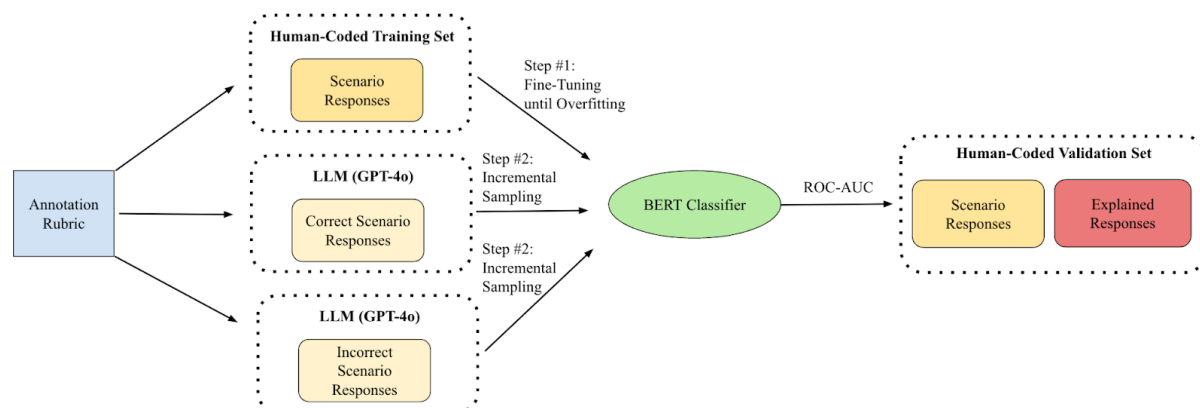 Human-Coded Training Set
Scenario
Responses
Step #1:
Fine-Tuning
until Overfitting
Annotation
Rubric
LLM (GPT-4o)
Correct Scenario
Responses
Step #2:
Incremental
Sampling
BERT Classifier
ROC-AUC
Human-Coded Validation Set
Scenario
Responses
Explained
Responses
Step #2:
Incremental
Sampling
LLM (GPT-4o)
Incorrect
Scenario
Responses